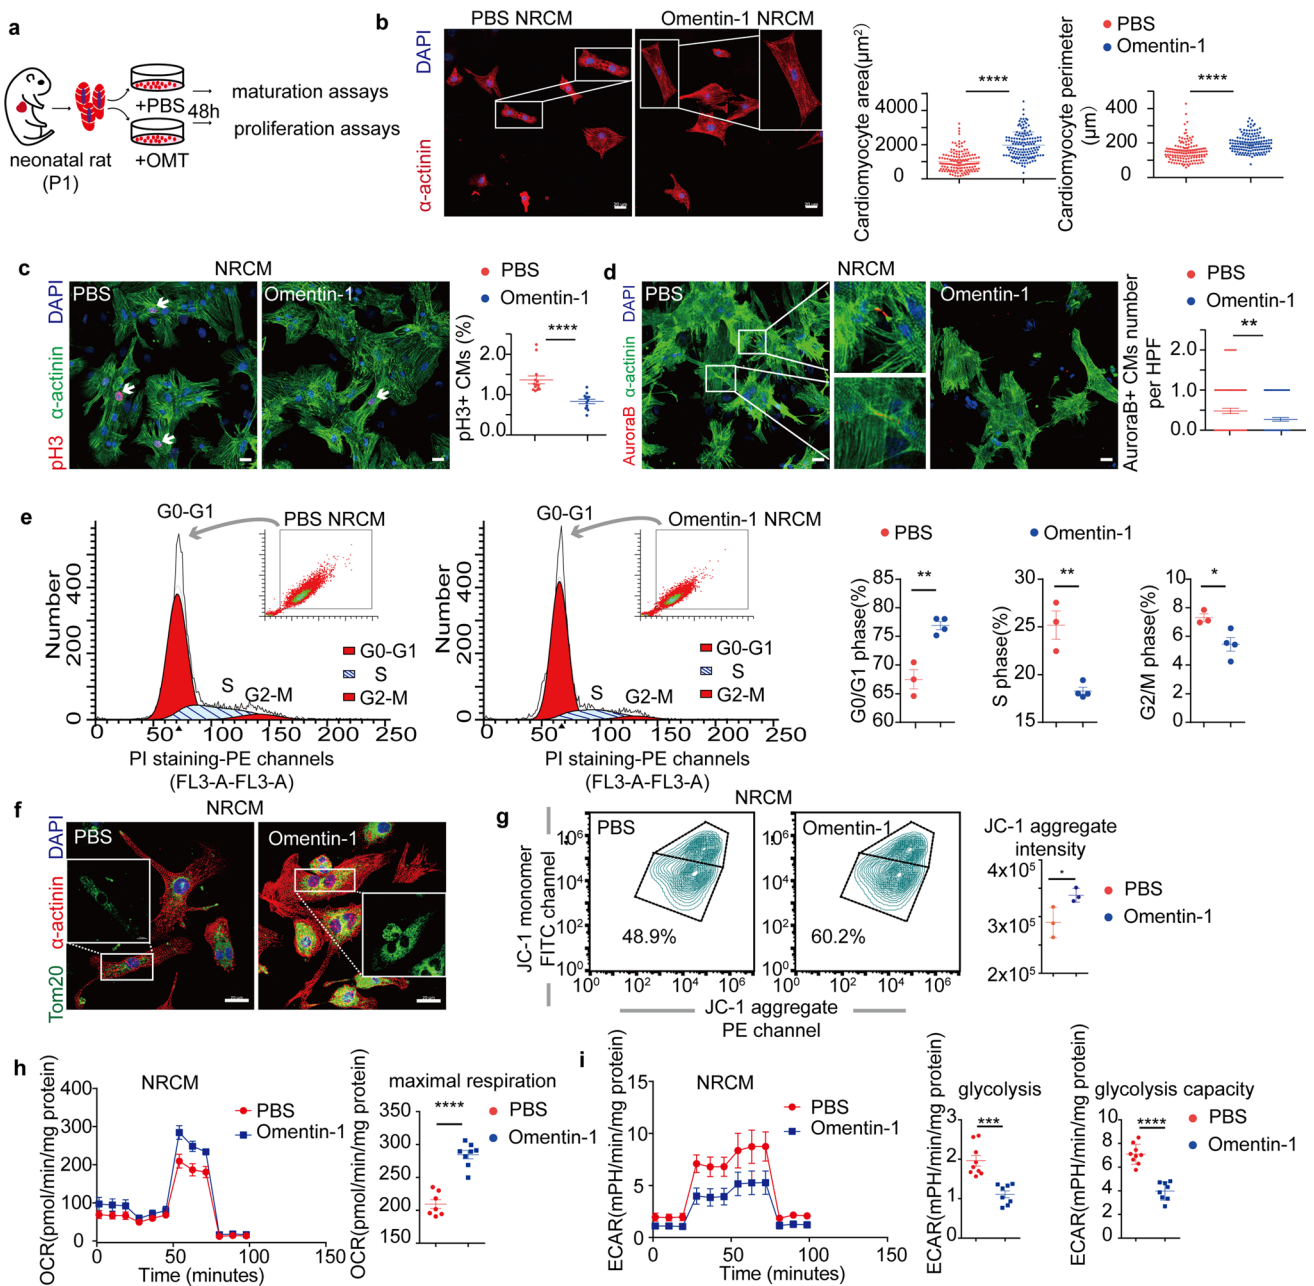 a
+PBS
+OMT
48h
neonatal rat
(P1)
maturation assays
proliferation assays
b
PBS NRCM
Omentin-1 NRCM
α-actinin
DAPI
Cardiomyocyte area(µm²)
4000
2000
0
****
PBS
Omentin-1
Cardiomyocyte perimeter
(µm)
400
200
0
****
c
NRCM
pH3 α-actinin DAPI
PBS
Omentin-1
PBS
Omentin-1
pH3+ CMs (%)
2.0
1.0
0.0
****
d
NRCM
AuroraB α-actinin DAPI
PBS
Omentin-1
PBS
Omentin-1
AuroraB+ CMs number
per HPF
2.0
1.0
0.0
**
e
Number
400
200
0
G0-G1
PBS NRCM
S
G2-M
G0-G1
S
G2-M
0 50 100 150 200 250
PI staining-PE channels
(FL3-A-FL3-A)
Number
400
200
0
G0-G1
Omentin-1 NRCM
S
G2-M
G0-G1
S
G2-M
0 50 100 150 200 250
PI staining-PE channels
(FL3-A-FL3-A)
PBS
Omentin-1
G0/G1 phase(%)
85
80
75
70
65
60
**
S phase(%)
30
25
20
15
**
G2/M phase(%)
10
8
6
4
2
0
*
f
NRCM
Tom20 α-actinin DAPI
PBS
Omentin-1
g
NRCM
JC-1 monomer
FITC channel
10⁶
10⁴
10²
10⁰
PBS
48.9%
10⁰ 10² 10⁴ 10⁶
10⁶
10⁴
10²
10⁰
Omentin-1
60.2%
10⁰ 10² 10⁴ 10⁶
JC-1 aggregate
PE channel
JC-1 aggregate
intensity
4x10⁵
3x10⁵
2x10⁵
*
PBS
Omentin-1
h
OCR(pmol/min/mg protein)
400
300
200
100
0
NRCM
PBS
Omentin-1
0 50 100 150
Time (minutes)
OCR(pmol/min/mg protein)
maximal respiration
350
300
250
200
150
****
PBS
Omentin-1
i
ECAR(mPH/min/mg protein)
15
10
5
0
NRCM
PBS
Omentin-1
0 50 100 150
Time (minutes)
ECAR(mPH/min/mg protein)
glycolysis
3
2
1
0
***
ECAR(mPH/min/mg protein)
glycolysis capacity
10
8
6
4
2
0
****
PBS
Omentin-1